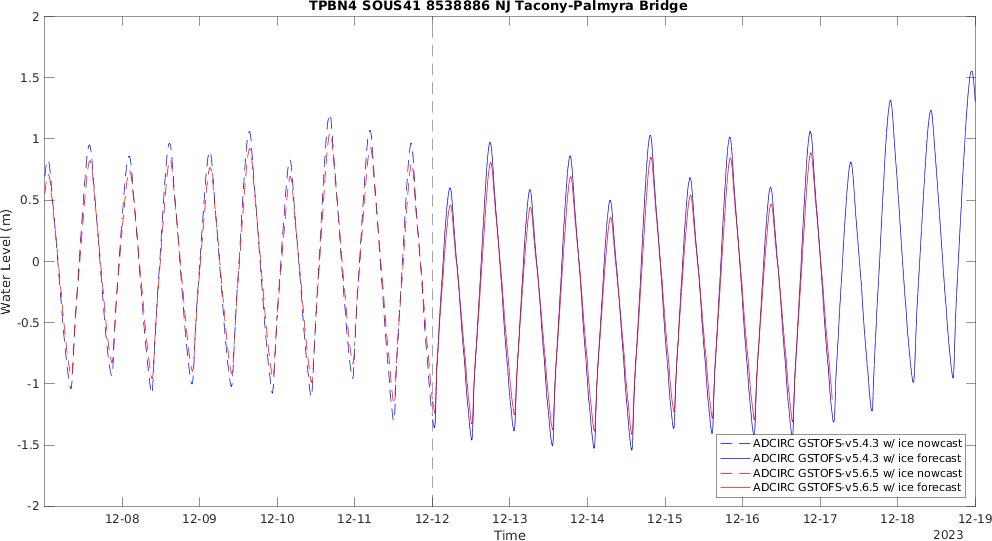 TPBN4 SOUS41 8538886 NJ Tacony-Palmyra Bridge
2
1.5
1
0.5
0
-0.5
-1
-1.5
-2
Water Level (m)
12-08 12-09 12-10 12-11 12-12 12-13 12-14 12-15 12-16 12-17 12-18 12-19
Time
2023
ADCIRC GSTOFS-v5.4.3 w/ ice nowcast
ADCIRC GSTOFS-v5.4.3 w/ ice forecast
ADCIRC GSTOFS-v5.6.5 w/ ice nowcast
ADCIRC GSTOFS-v5.6.5 w/ ice forecast